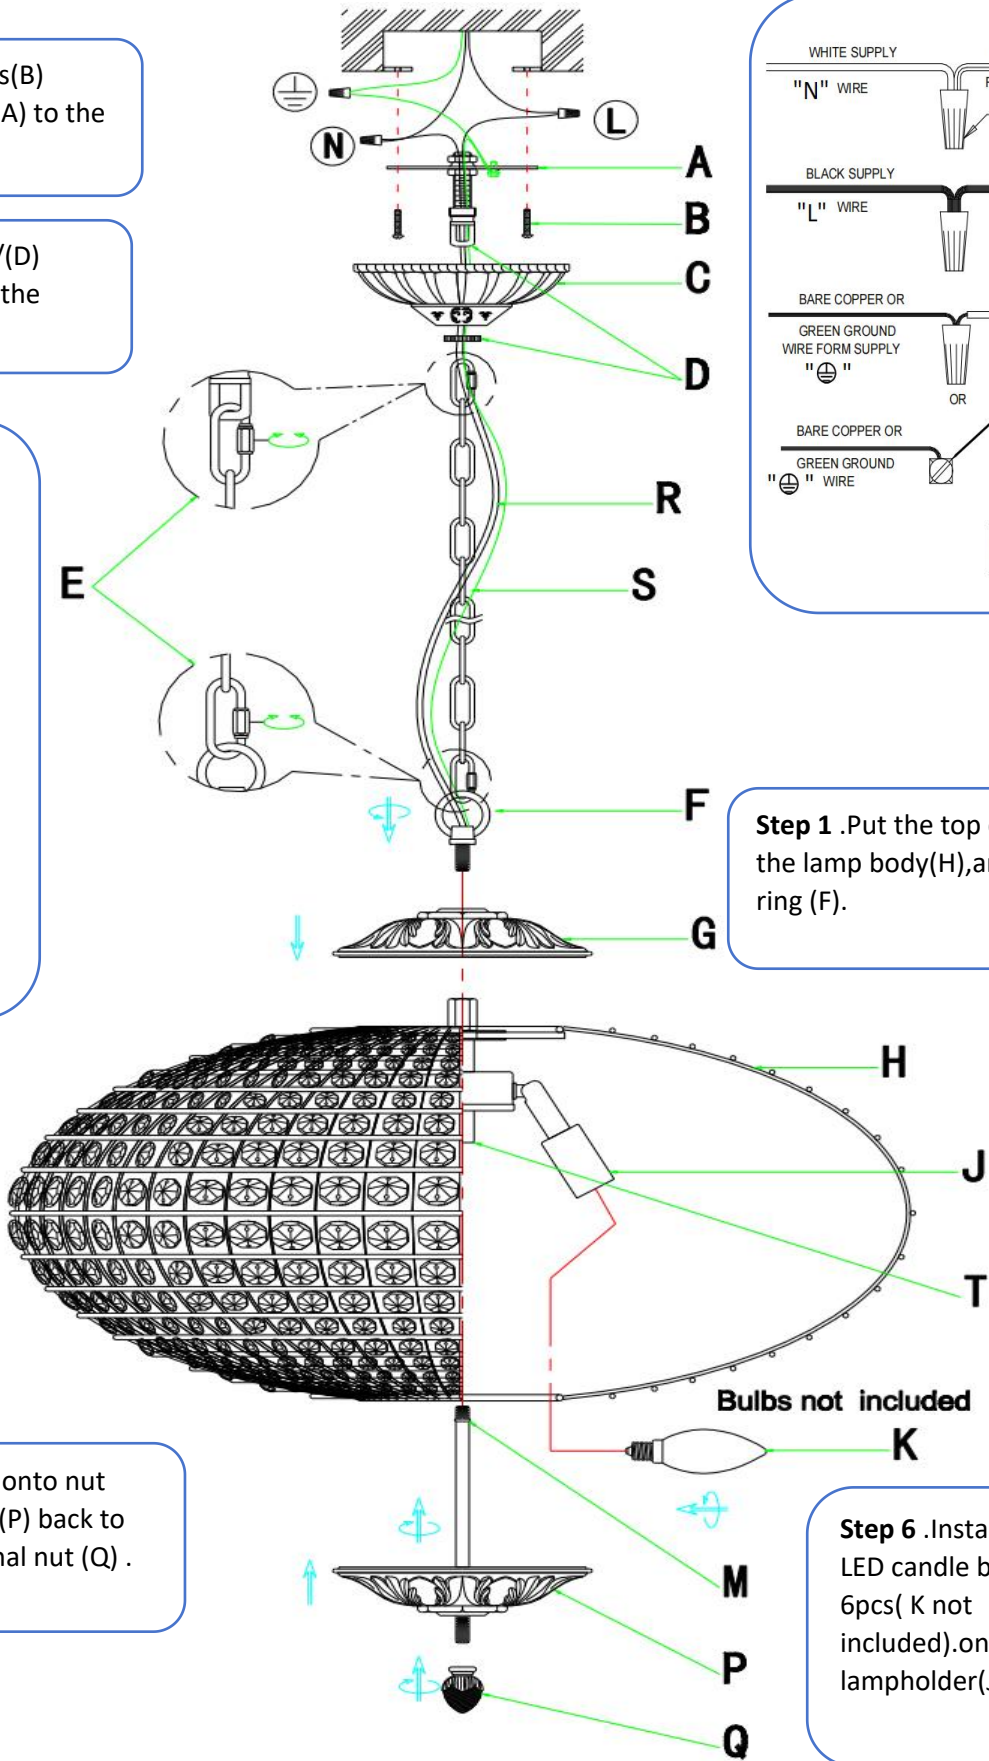 s(B)
A) to the
/(D)
the
N
L
A
B
C
D
E
R
S
F
G
H
J
T
K
M
P
Q
WHITE SUPPLY
"N" WIRE
BLACK SUPPLY
"L" WIRE
BARE COPPER OR
GREEN GROUND
WIRE FORM SUPPLY
"⏚"
OR
BARE COPPER OR
GREEN GROUND
"⏚" WIRE
Step 1 .Put the top
the lamp body(H),a
ring (F).
Bulbs not included
onto nut
(P) back to
nal nut (Q) .
Step 6 .Insta
LED candle b
6pcs( K not
included).on
lampholder(J